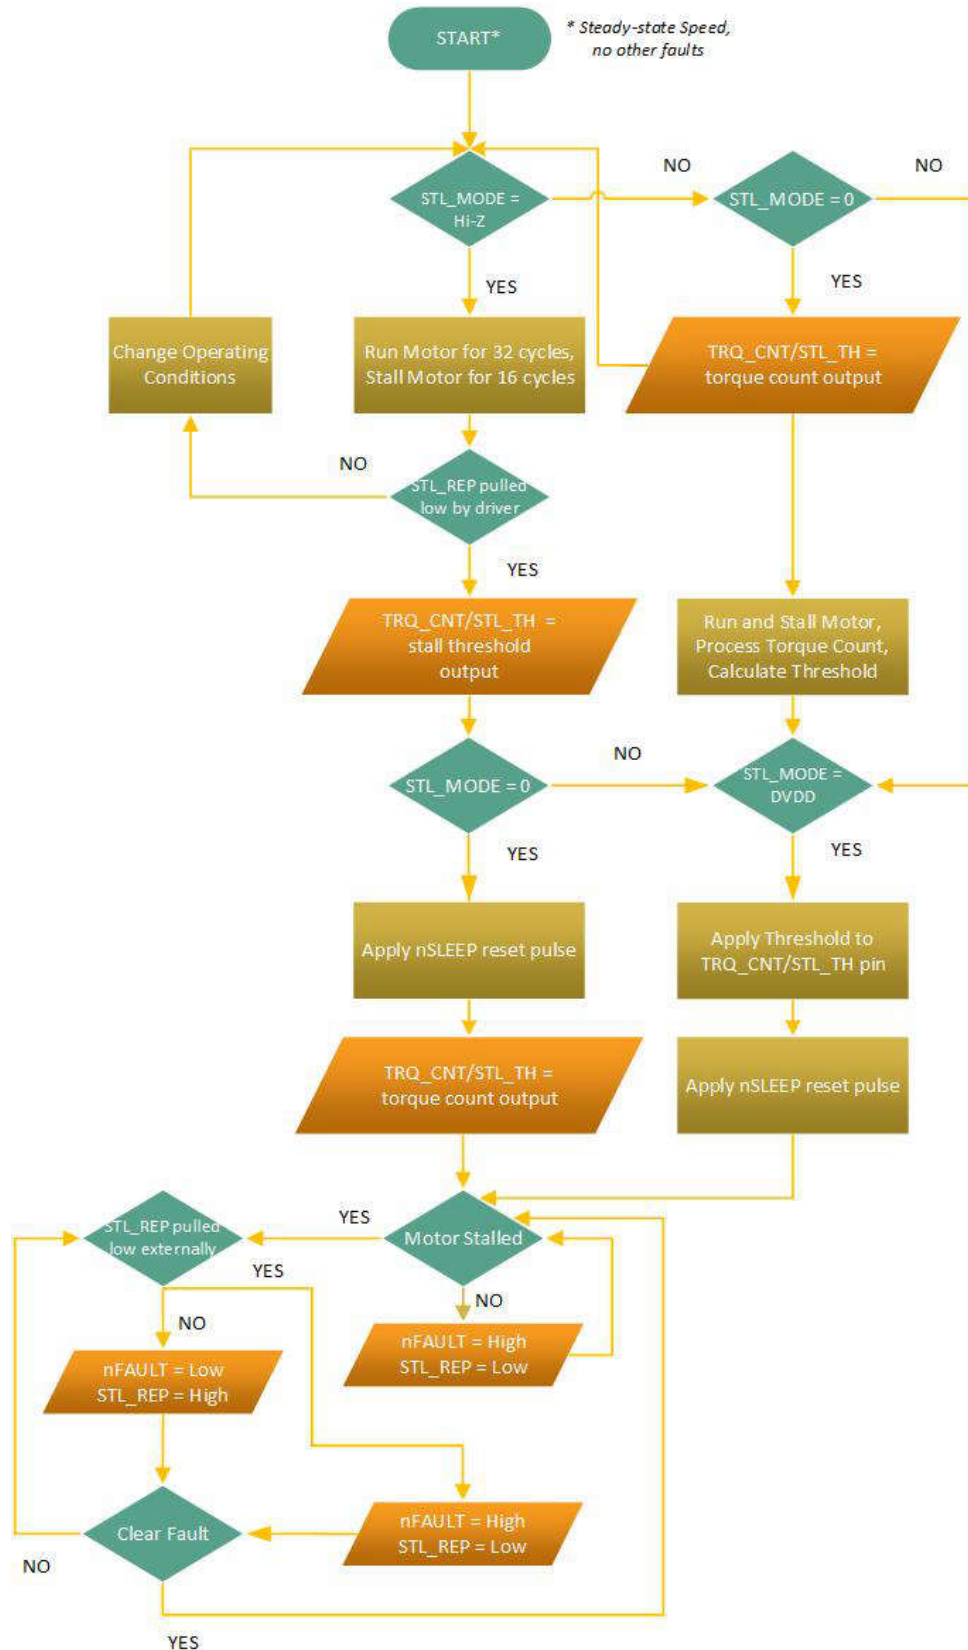 START*
* Steady-state Speed,
no other faults
STL_MODE =
Hi-Z
NO
STL_MODE = 0
NO
YES
YES
Change Operating
Conditions
Run Motor for 32 cycles,
Stall Motor for 16 cycles
TRQ_CNT/STL_TH =
torque count output
NO
STL_REP pulled
low by driver
YES
TRQ_CNT/STL_TH =
stall threshold
output
Run and Stall Motor,
Process Torque Count,
Calculate Threshold
STL_MODE = 0
NO
STL_MODE =
DVDD
YES
YES
Apply nSLEEP reset pulse
Apply Threshold to
TRQ_CNT/STL_TH pin
TRQ_CNT/STL_TH =
torque count output
Apply nSLEEP reset pulse
STL_REP pulled
low externally
YES
Motor Stalled
YES
NO
NO
nFAULT = High
STL_REP = Low
nFAULT = Low
STL_REP = High
Clear Fault
nFAULT = High
STL_REP = Low
NO
YES